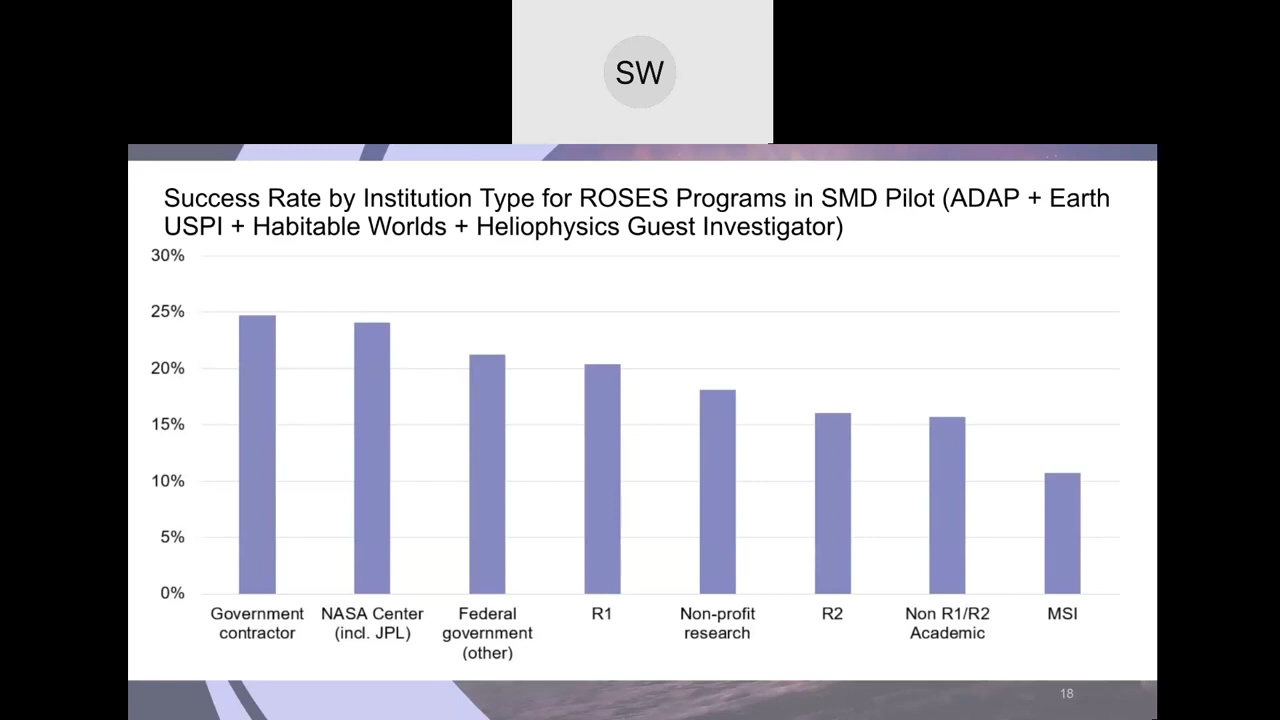 SW
Success Rate by Institution Type for ROSES Programs in SMD Pilot (ADAP + Earth
USPI + Habitable Worlds + Heliophysics Guest Investigator)
30%
25%
20%
15%
10%
5%
0%
Government
contractor
NASA Center
(incl. JPL)
Federal
government
(other)
R1
Non-profit
research
R2
Non R1/R2
Academic
MSI
18